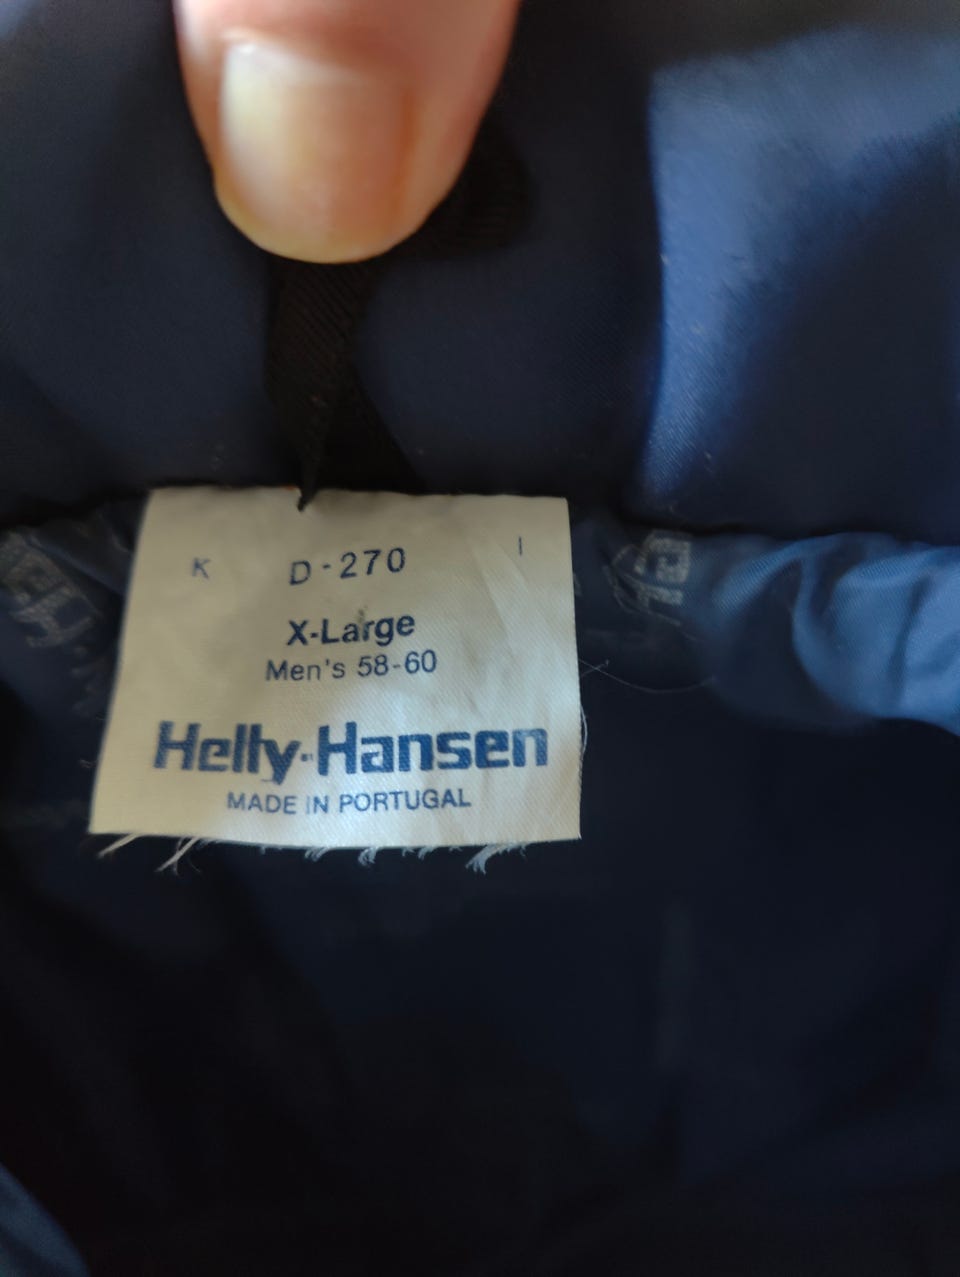 K D-270 I
X-Large
Men's 58-60
Helly-Hansen
MADE IN PORTUGAL